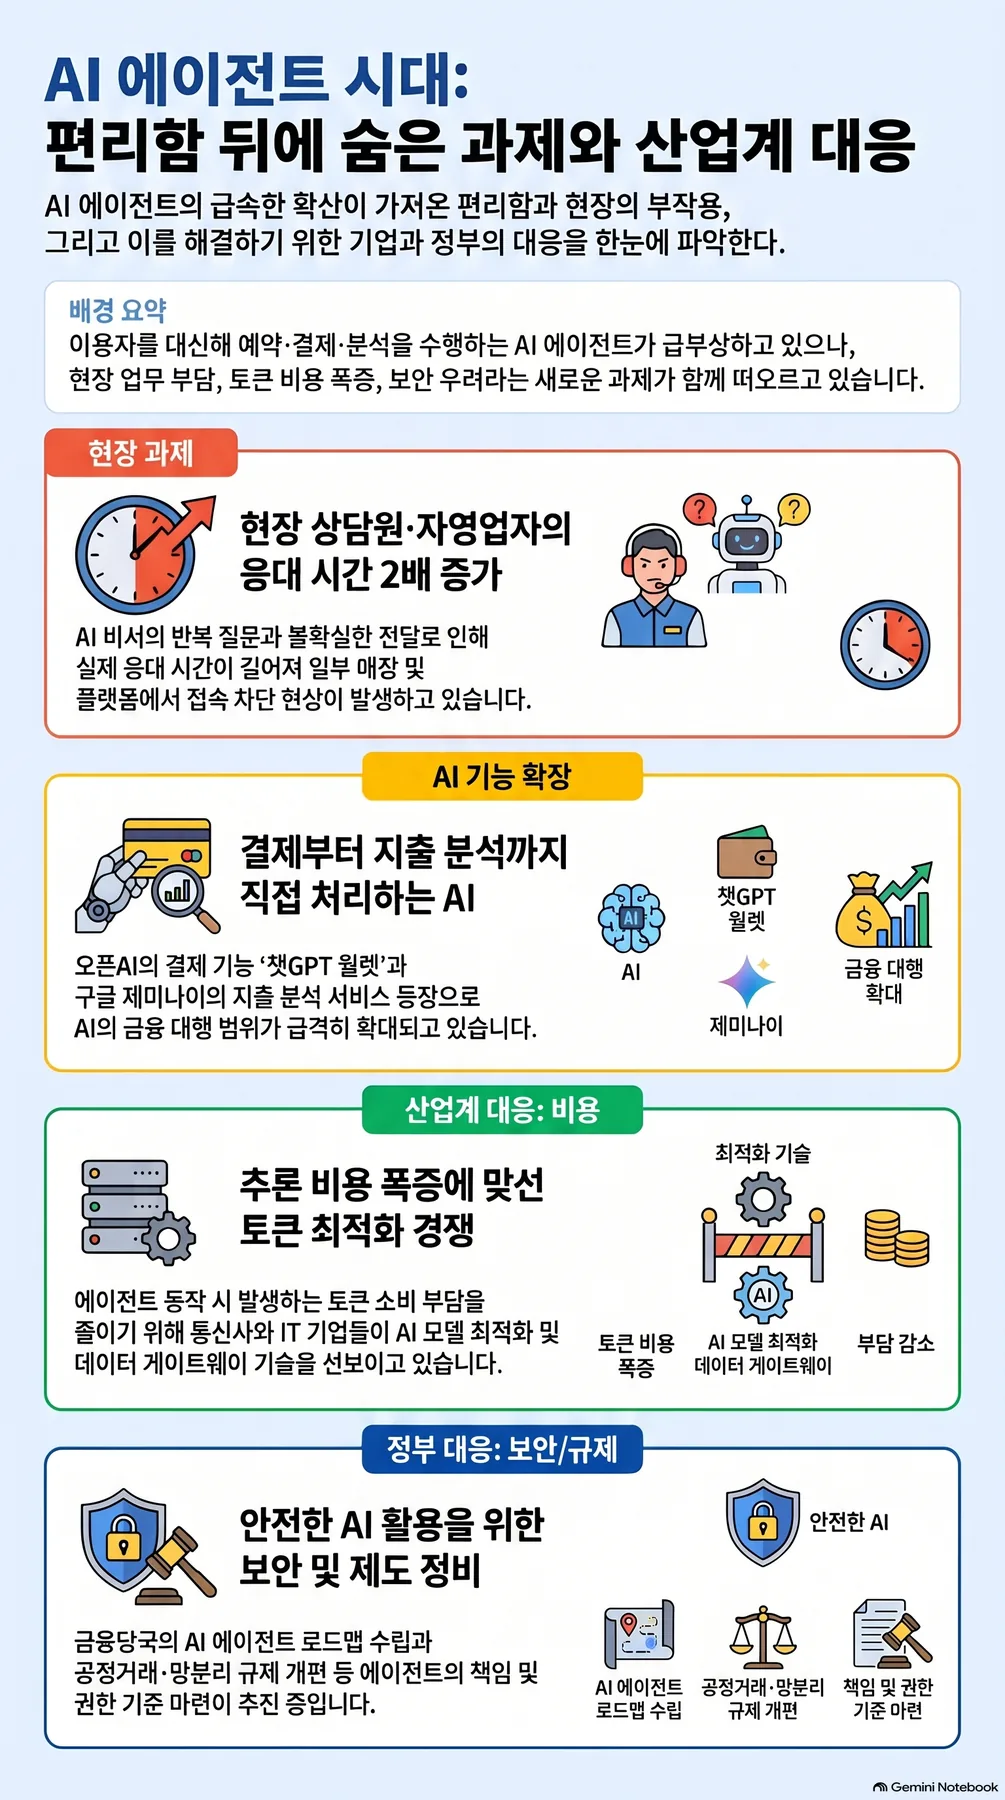 AI 에이전트 시대:
편리함 뒤에 숨은 과제와 산업계 대응
AI 에이전트의 급속한 확산이 가져온 편리함과 현장의 부작용,
그리고 이를 해결하기 위한 기업과 정부의 대응을 한눈에 파악한다.
배경 요약
이용자를 대신해 예약·결제·분석을 수행하는 AI 에이전트가 급부상하고 있으나,
현장 업무 부담, 토큰 비용 폭증, 보안 우려라는 새로운 과제가 함께 떠오르고 있습니다.
현장 과제
현장 상담원·자영업자의
응대 시간 2배 증가
AI 비서의 반복 질문과 볼확실한 전달로 인해
실제 응대 시간이 길어져 일부 매장 및
플랫폼에서 접속 차단 현상이 발생하고 있습니다.
?
?
AI 기능 확장
결제부터 지출 분석까지
직접 처리하는 AI
오픈AI의 결제 기능 ‘챗GPT 월렛’과
구글 제미나이의 지츨 분석 서비스 등장으로
AI의 금융 대행 범위가 급격히 확대되고 있습니다.
AI
AI
챗GPT
월렛
제미나이
$
금융 대행
확대
산업계 대응: 비용
추론 비용 폭증에 맞선
토큰 최적화 경쟁
에이전트 동작 시 발생하는 토큰 소비 부담을
졸이기 위해 통신사와 IT 기업들이 AI 모델 최적화 및
데이터 게이트웨이 기술을 선보이고 있습니다.
최적화 기슬
AI
토큰 비용
폭증
AI 모델 최적화
데이터 게이트웨이
부담 감소
정부 대응: 보안/규제
안전한 AI 활용을 위한
보안 및 제도 정비
금융당국의 AI 에이전트 로드맵 수립과
공정거래·망분리 규제 개편 등 에이전트의 책임 및
권한 기준 마련이 추진 중입니다.
안전한 AI
AI 에이전트
로드맵 수립
공정거래·망분리
규제 개편
책임 및 권한
기준 마련
Gemini Notebook